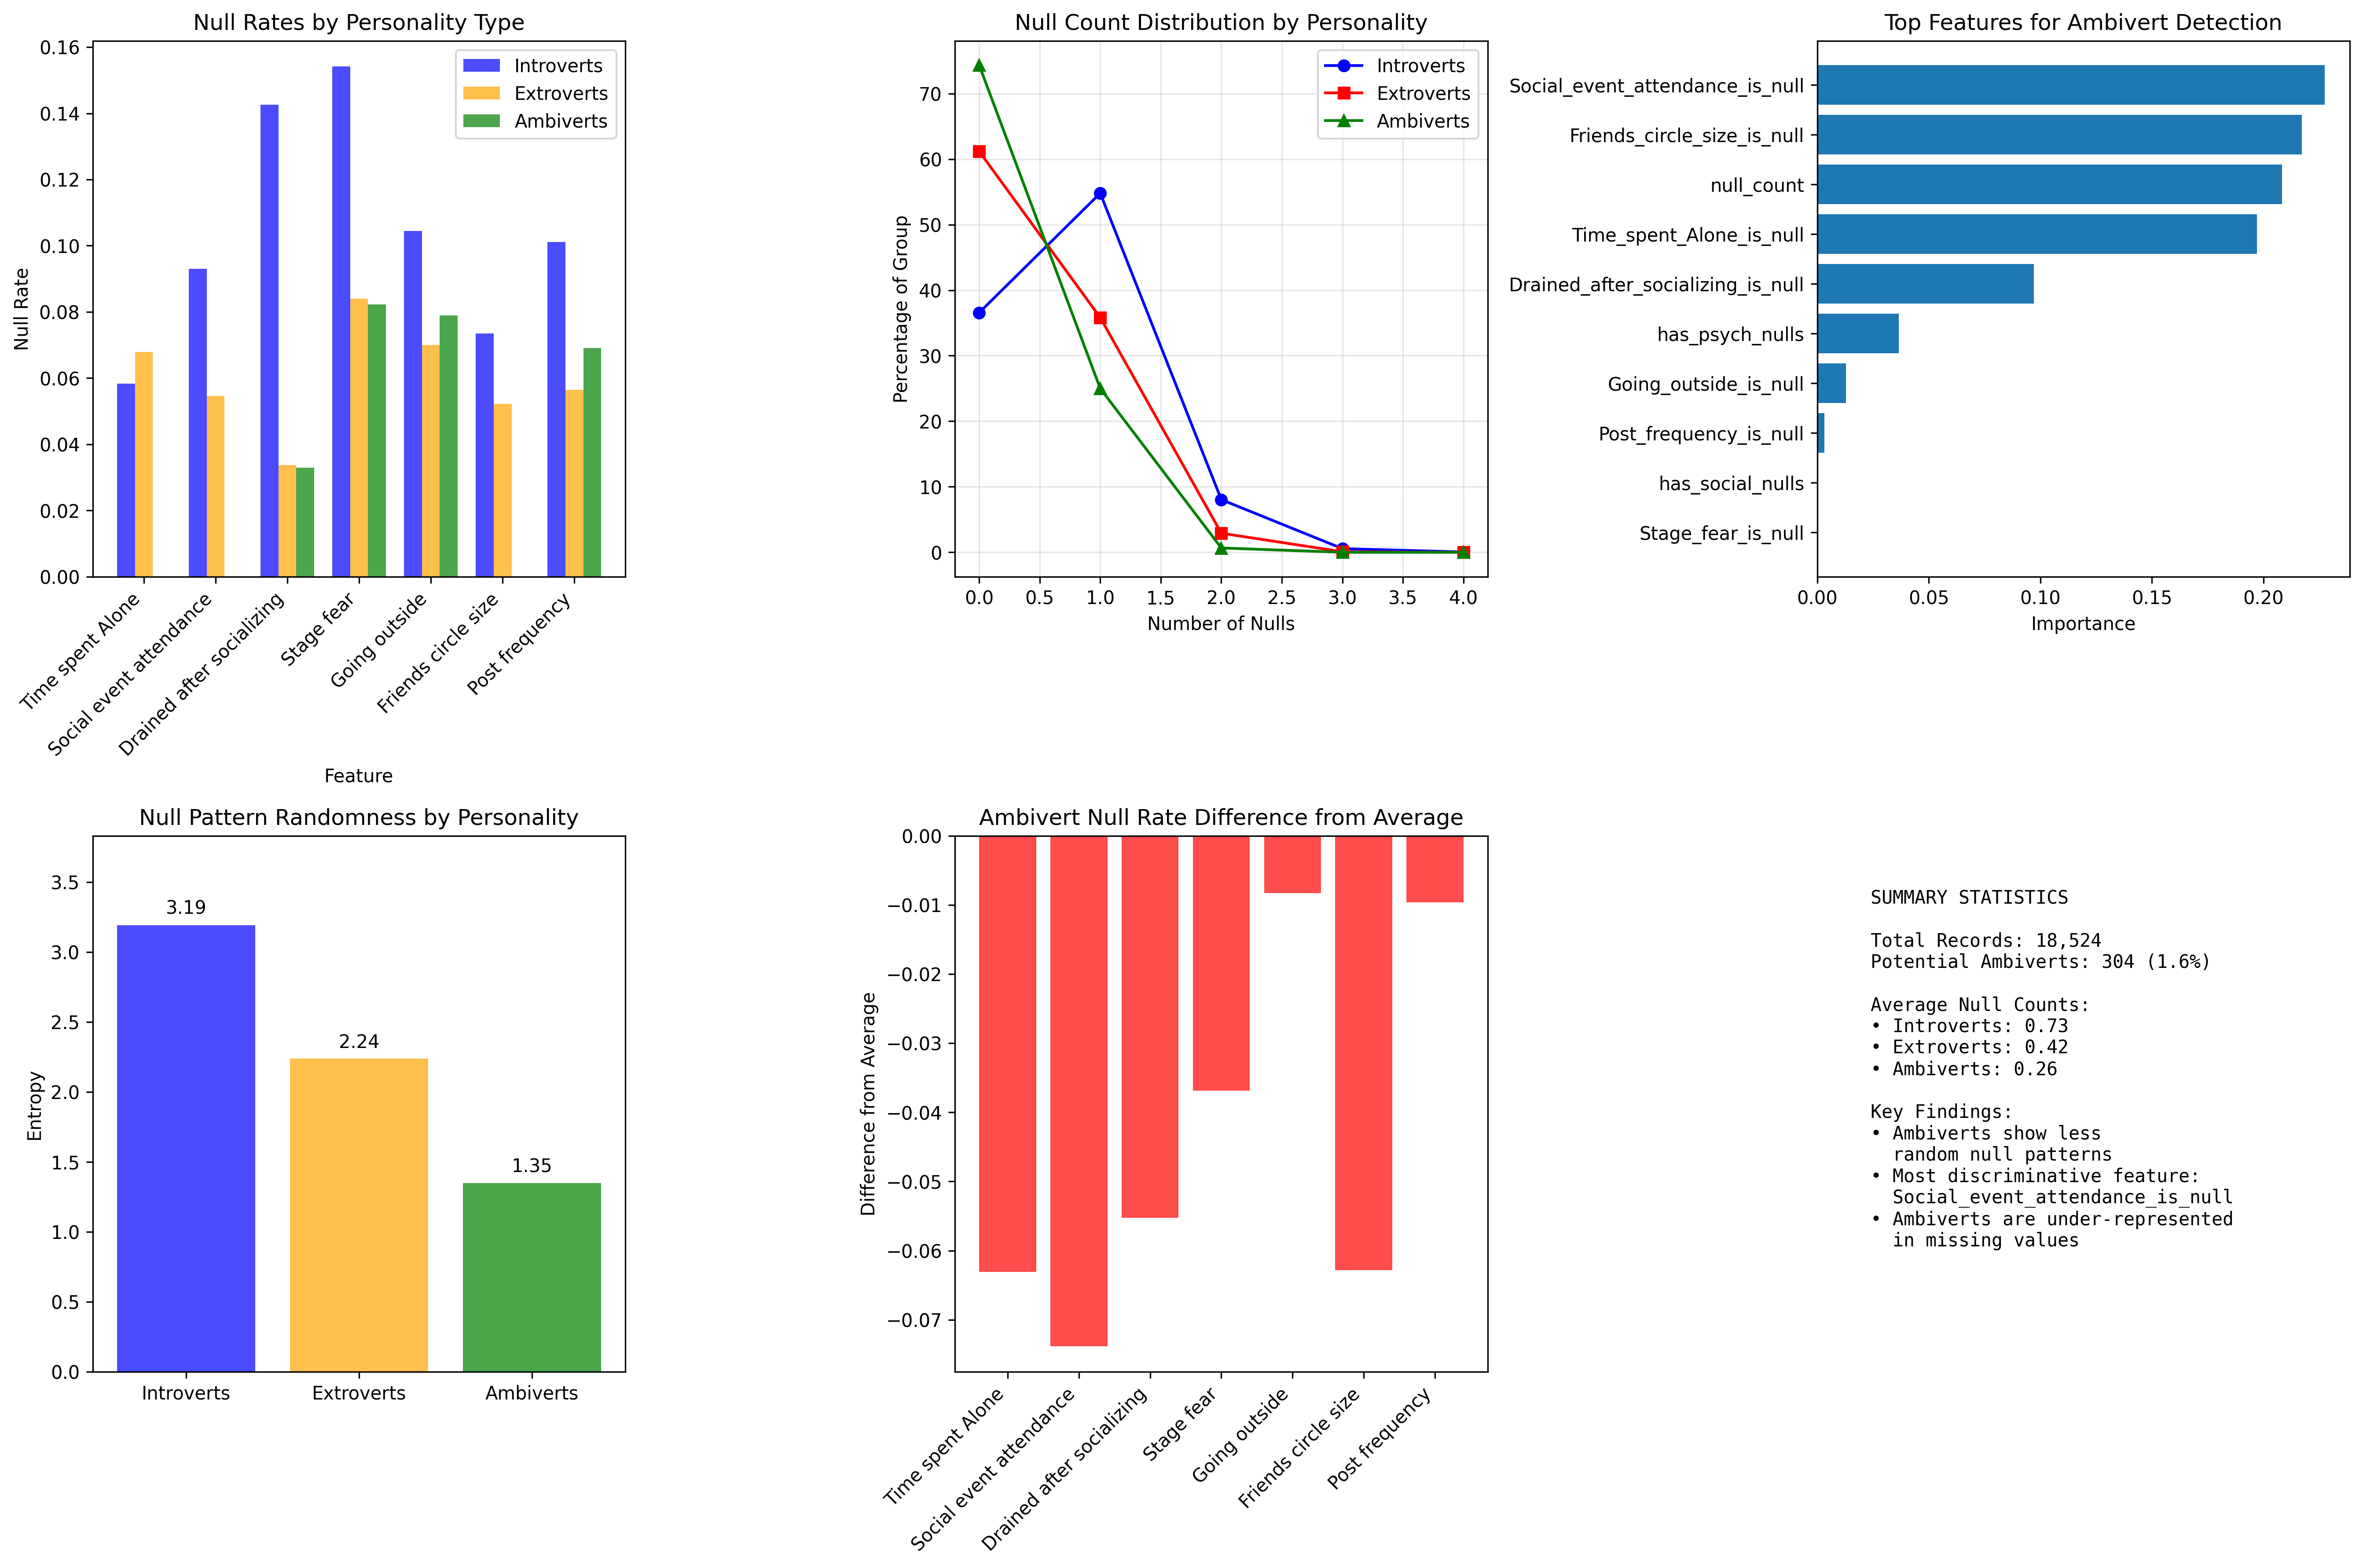 Null Rates by Personality Type
Null Rate
0.16
0.14
0.12
0.10
0.08
0.06
0.04
0.02
0.00
Introverts
Extroverts
Ambiverts
Time spent Alone
Social event attendance
Drained after socializing
Stage fear
Going outside
Friends circle size
Post frequency
Feature
Null Count Distribution by Personality
Percentage of Group
70
60
50
40
30
20
10
0
Introverts
Extroverts
Ambiverts
0.0 0.5 1.0 1.5 2.0 2.5 3.0 3.5 4.0
Number of Nulls
Top Features for Ambivert Detection
Social_event_attendance_is_null
Friends_circle_size_is_null
null_count
Time_spent_Alone_is_null
Drained_after_socializing_is_null
has_psych_nulls
Going_outside_is_null
Post_frequency_is_null
has_social_nulls
Stage_fear_is_null
0.00 0.05 0.10 0.15 0.20
Importance
Null Pattern Randomness by Personality
Entropy
3.5
3.0
2.5
2.0
1.5
1.0
0.5
0.0
3.19
2.24
1.35
Introverts Extroverts Ambiverts
Ambivert Null Rate Difference from Average
Difference from Average
0.00
−0.01
−0.02
−0.03
−0.04
−0.05
−0.06
−0.07
Time spent Alone
Social event attendance
Drained after socializing
Stage fear
Going outside
Friends circle size
Post frequency
SUMMARY STATISTICS
Total Records: 18,524
Potential Ambiverts: 304 (1.6%)
Average Null Counts:
• Introverts: 0.73
• Extroverts: 0.42
• Ambiverts: 0.26
Key Findings:
• Ambiverts show less
random null patterns
• Most discriminative feature:
Social_event_attendance_is_null
• Ambiverts are under-represented
in missing values